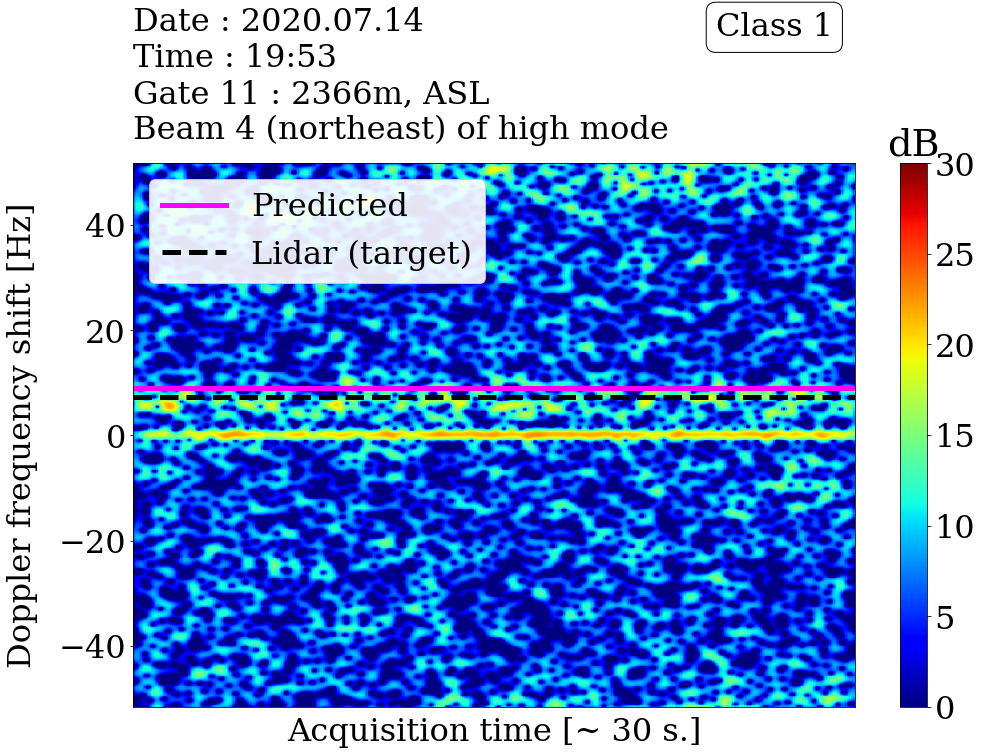 Date : 2020.07.14
Time : 19:53
Gate 11 : 2366m, ASL
Beam 4 (northeast) of high mode
Class 1
dB
Predicted
Lidar (target)
Doppler frequency shift [Hz]
40
20
0
−20
−40
Acquisition time [~ 30 s.]
30
25
20
15
10
5
0